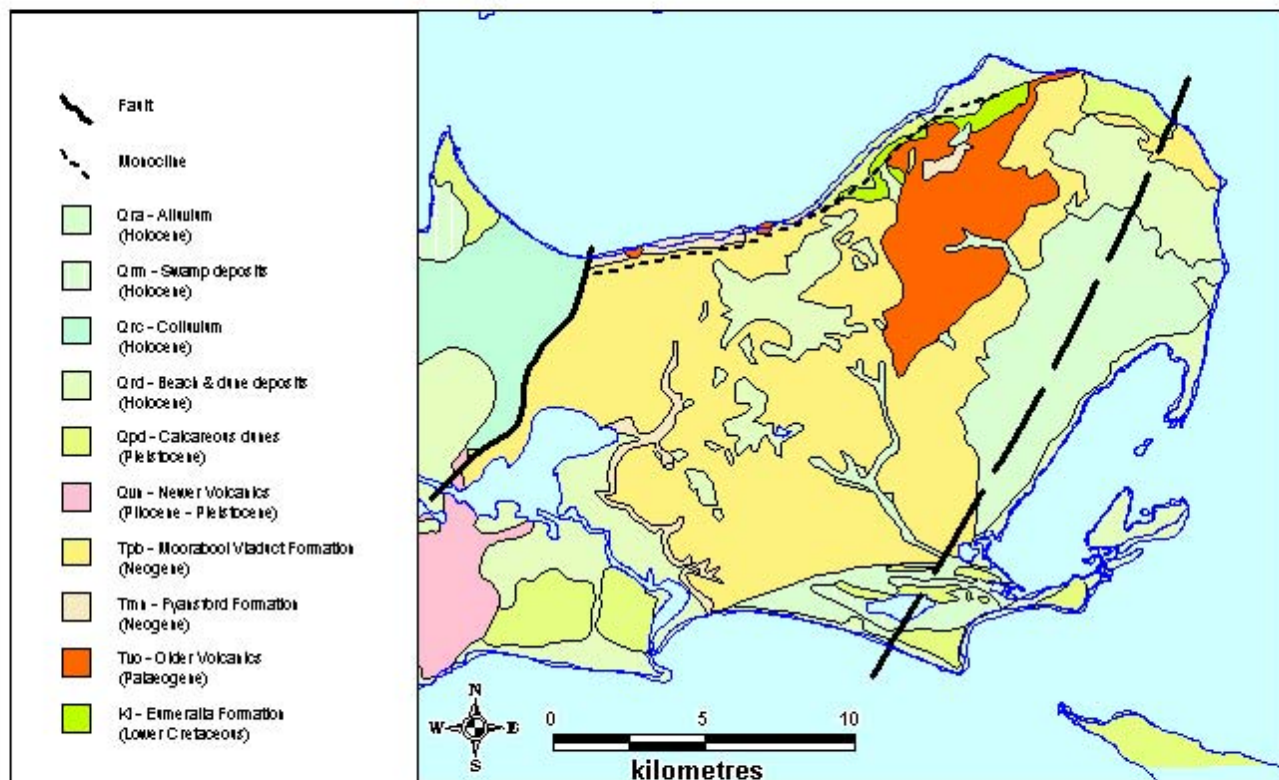 Fault
Monocline
Qra - Alluvium
(Holocene)
Qrm - Swamp deposits
(Holocene)
Qrc - Colluvium
(Holocene)
Qrd - Beach & dune deposits
(Holocene)
Qpd - Calcareous dunes
(Pleistocene)
Qvn - Newer Volcanics
(Pliocene - Pleistocene)
Tpb - Moorabool Viaduct Formation
(Neogene)
Tmn - Fyansford Formation
(Neogene)
Tvo - Older Volcanics
(Palaeogene)
Kl - Eumeralla Formation
(Lower Cretaceous)
N
W E
S
0 5 10
kilometres